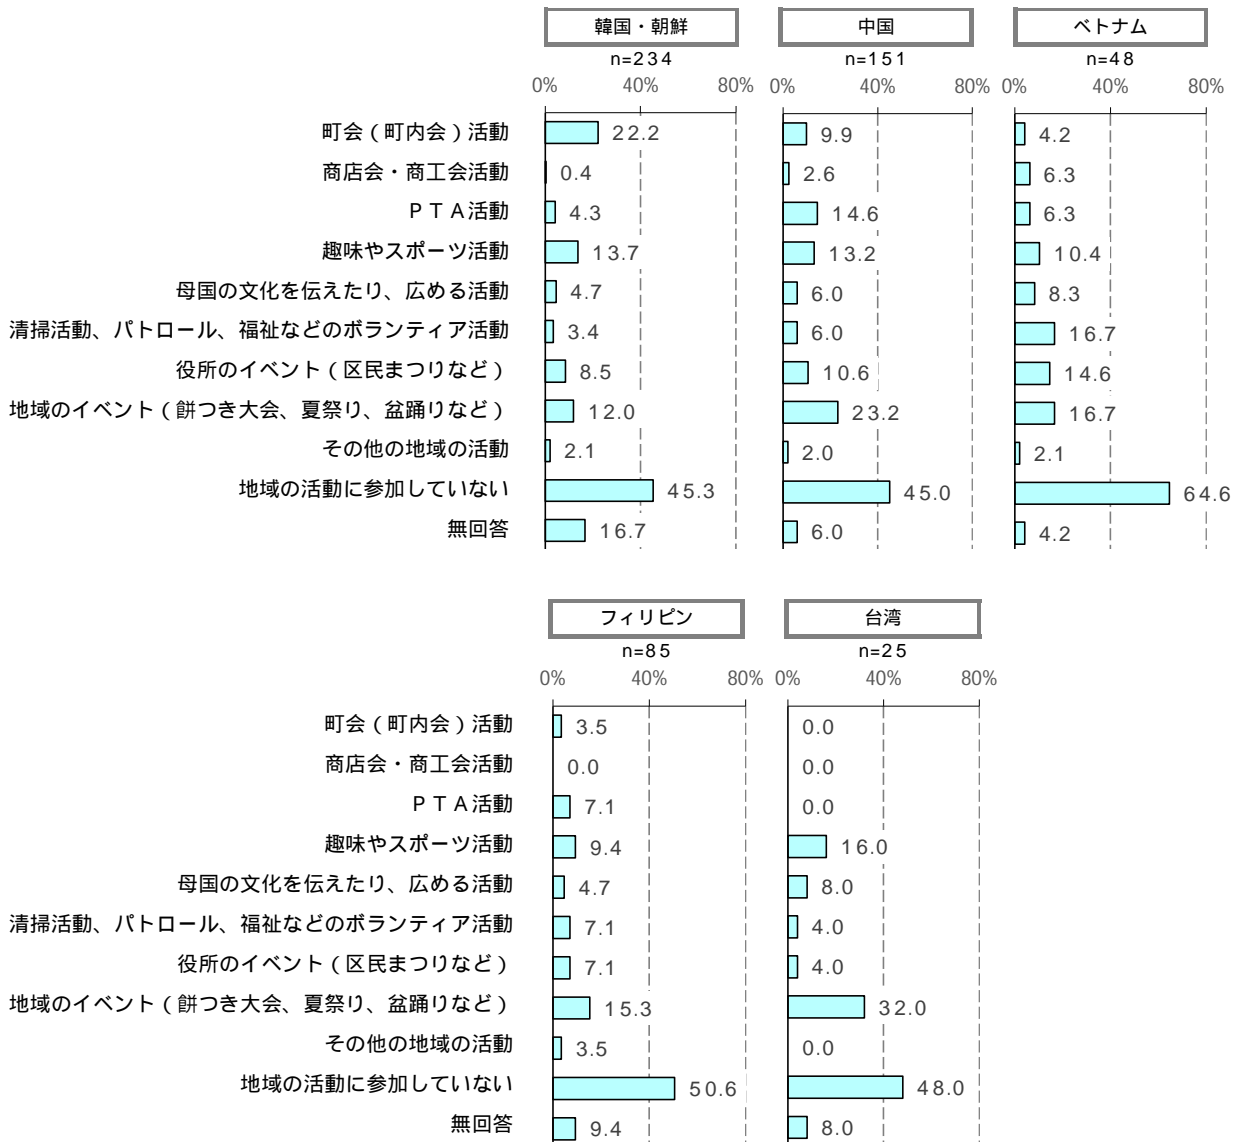 韓国・朝鮮 中国 ベトナム
n=234 n=151 n=48
0% 40% 80% 0% 40% 80% 0% 40% 80%
町会（町内会）活動 22.2 9.9 4.2
商店会・商工会活動 0.4 2.6 6.3
ＰＴＡ活動 4.3 14.6 6.3
趣味やスポーツ活動 13.7 13.2 10.4
母国の文化を伝えたり、広める活動 4.7 6.0 8.3
清掃活動、パトロール、福祉などのボランティア活動 3.4 6.0 16.7
役所のイベント（区民まつりなど） 8.5 10.6 14.6
地域のイベント（餅つき大会、夏祭り、盆踊りなど） 12.0 23.2 16.7
その他の地域の活動 2.1 2.0 2.1
地域の活動に参加していない 45.3 45.0 64.6
無回答 16.7 6.0 4.2
フィリピン 台湾
n=85 n=25
0% 40% 80% 0% 40% 80%
町会（町内会）活動 3.5 0.0
商店会・商工会活動 0.0 0.0
ＰＴＡ活動 7.1 0.0
趣味やスポーツ活動 9.4 16.0
母国の文化を伝えたり、広める活動 4.7 8.0
清掃活動、パトロール、福祉などのボランティア活動 7.1 4.0
役所のイベント（区民まつりなど） 7.1 4.0
地域のイベント（餅つき大会、夏祭り、盆踊りなど） 15.3 32.0
その他の地域の活動 3.5 0.0
地域の活動に参加していない 50.6 48.0
無回答 9.4 8.0